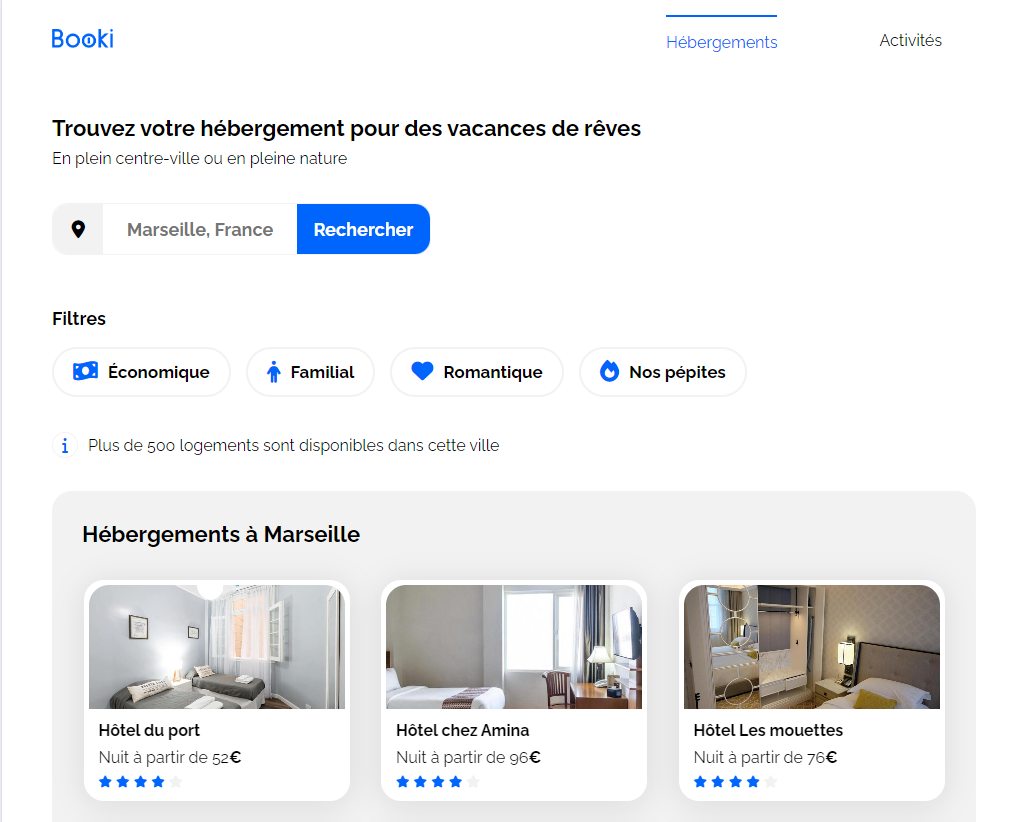 Booki
Hébergements
Activités
Trouvez votre hébergement pour des vacances de rêves
En plein centre-ville ou en pleine nature
Marseille, France
Rechercher
Filtres
Économique
Familial
Romantique
Nos pépites
Plus de 500 logements sont disponibles dans cette ville
Hébergements à Marseille
Hôtel du port
Nuit à partir de 52€
Hôtel chez Amina
Nuit à partir de 96€
Hôtel Les mouettes
Nuit à partir de 76€